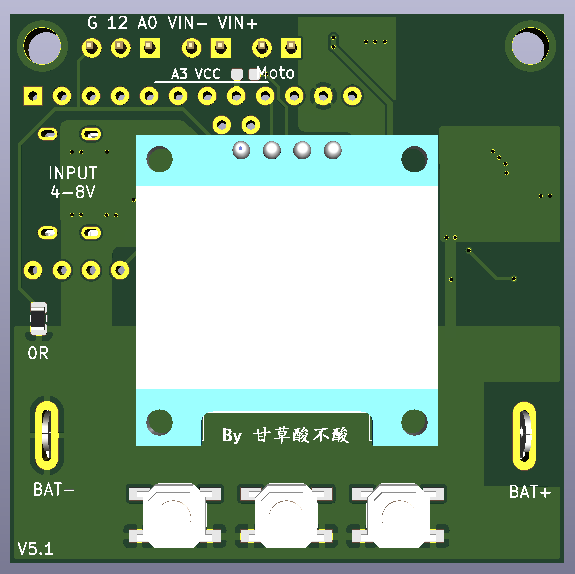 G 12 A0 VIN- VIN+
A3 VCC Moto
INPUT
4-8V
0R
By 甘草酸不酸
BAT-
BAT+
V5.1